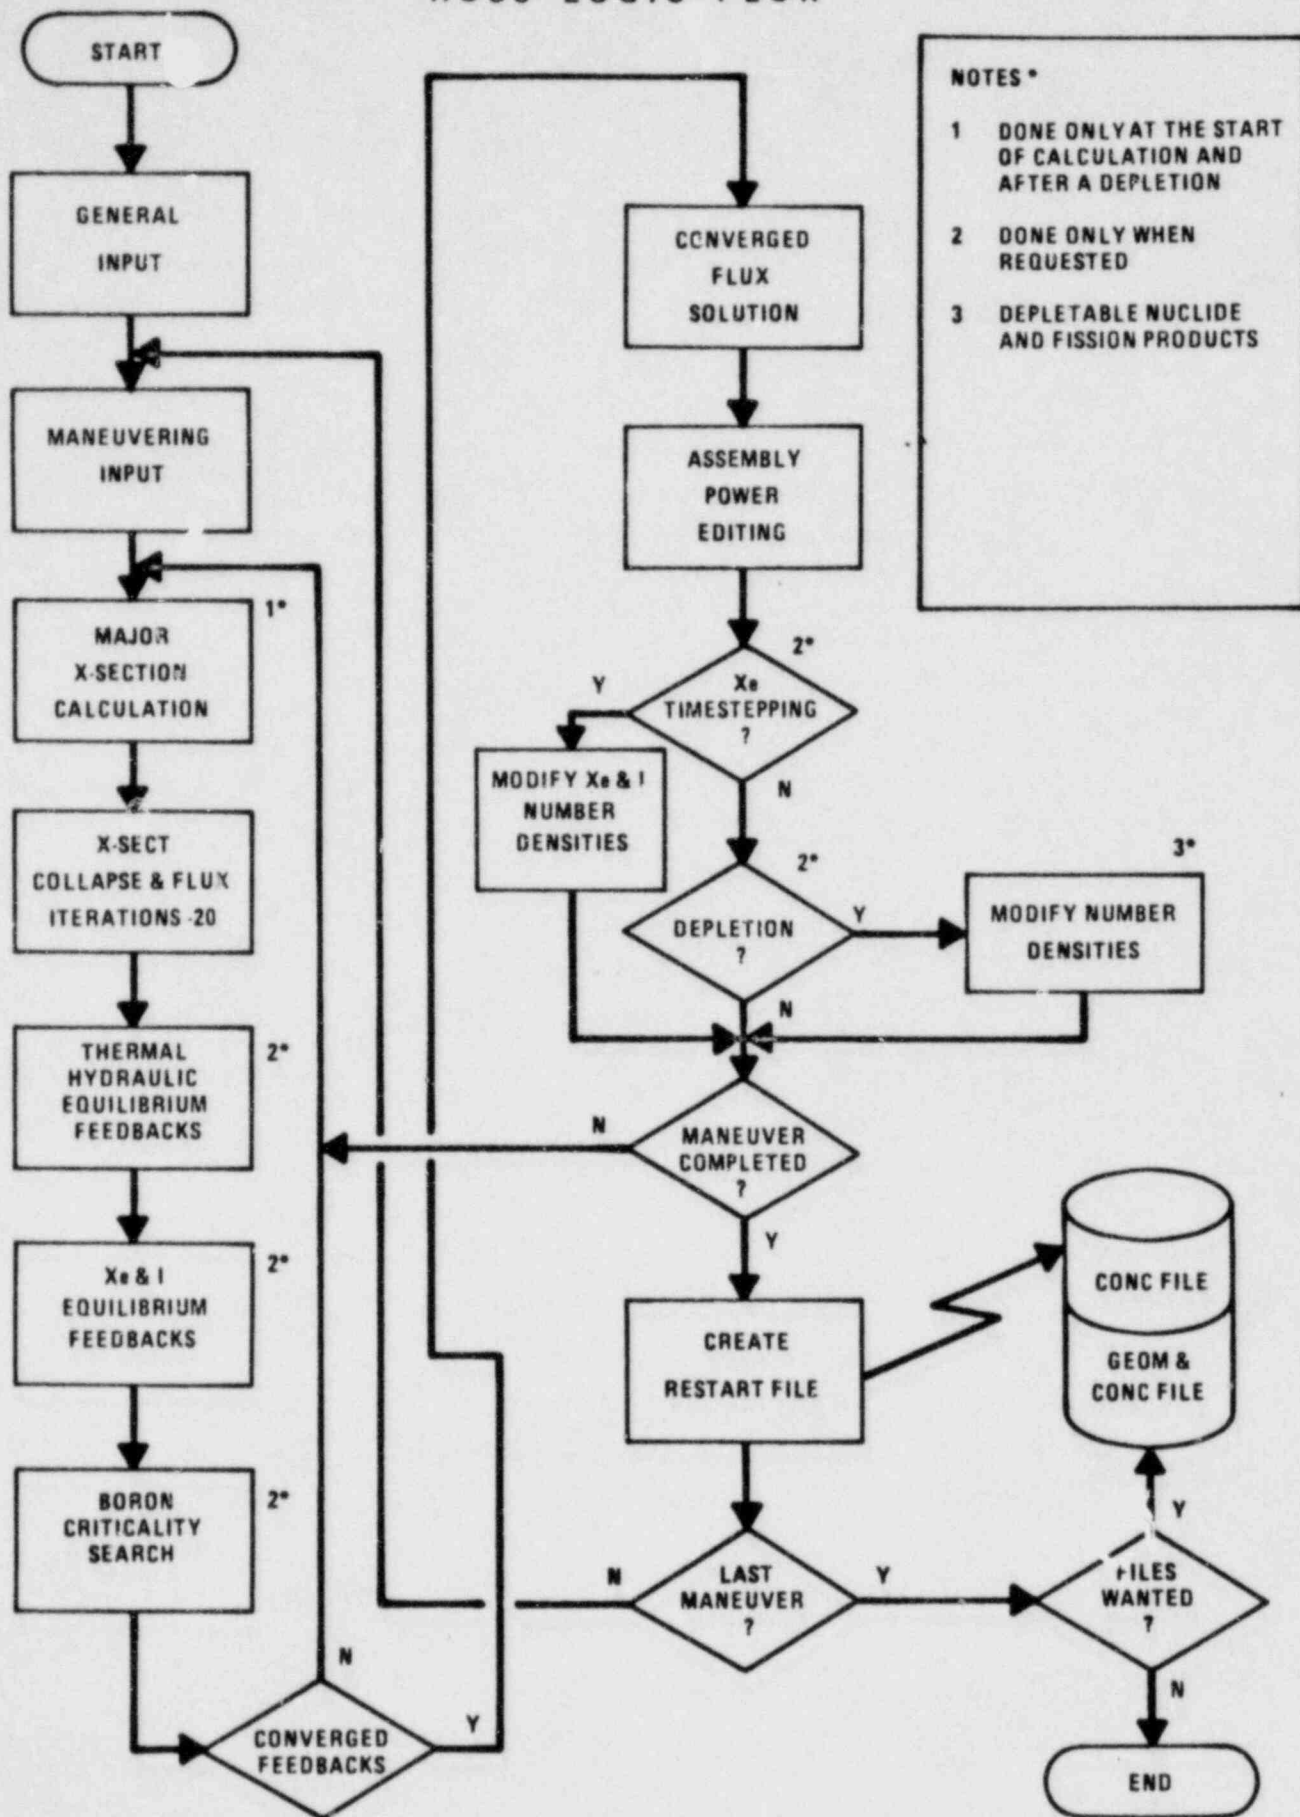 START
GENERAL
INPUT
MANEUVERING
INPUT
1*
MAJOR
X-SECTION
CALCULATION
X-SECT
COLLAPSE & FLUX
ITERATIONS -20
2*
THERMAL
HYDRAULIC
EQUILIBRIUM
FEEDBACKS
2*
Xe & I
EQUILIBRIUM
FEEDBACKS
2*
BORON
CRITICALITY
SEARCH
N
CONVERGED
FEEDBACKS
Y
CONVERGED
FLUX
SOLUTION
ASSEMBLY
POWER
EDITING
2*
Xe
TIMESTEPPING
?
Y
N
MODIFY Xe & I
NUMBER
DENSITIES
2*
DEPLETION
?
Y
N
3*
MODIFY NUMBER
DENSITIES
MANEUVER
COMPLETED
?
N
Y
CREATE
RESTART FILE
CONC FILE
GEOM &
CONC FILE
LAST
MANEUVER
?
N
Y
FILES
WANTED
?
Y
N
END
NOTES *
1 DONE ONLY AT THE START
OF CALCULATION AND
AFTER A DEPLETION
2 DONE ONLY WHEN
REQUESTED
3 DEPLETABLE NUCLIDE
AND FISSION PRODUCTS